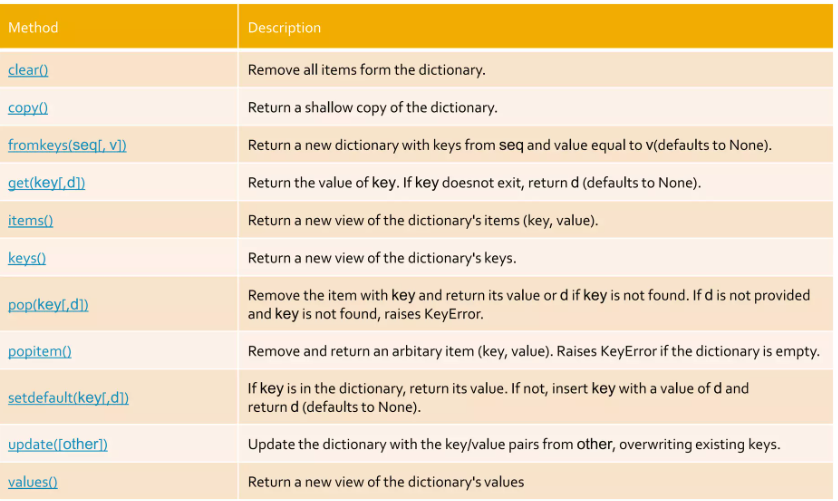 Method Description
clear() Remove all items form the dictionary.
copy() Return a shallow copy of the dictionary.
fromkeys(seq[, v]) Return a new dictionary with keys from seq and value equal to v(defaults to None).
get(key[,d]) Return the value of key. If key doesnot exit, return d (defaults to None).
items() Return a new view of the dictionary's items (key, value).
keys() Return a new view of the dictionary's keys.
pop(key[,d]) Remove the item with key and return its value or d if key is not found. If d is not provided
and key is not found, raises KeyError.
popitem() Remove and return an arbitary item (key, value). Raises KeyError if the dictionary is empty.
setdefault(key[,d]) If key is in the dictionary, return its value. If not, insert key with a value of d and
return d (defaults to None).
update([other]) Update the dictionary with the key/value pairs from other, overwriting existing keys.
values() Return a new view of the dictionary's values